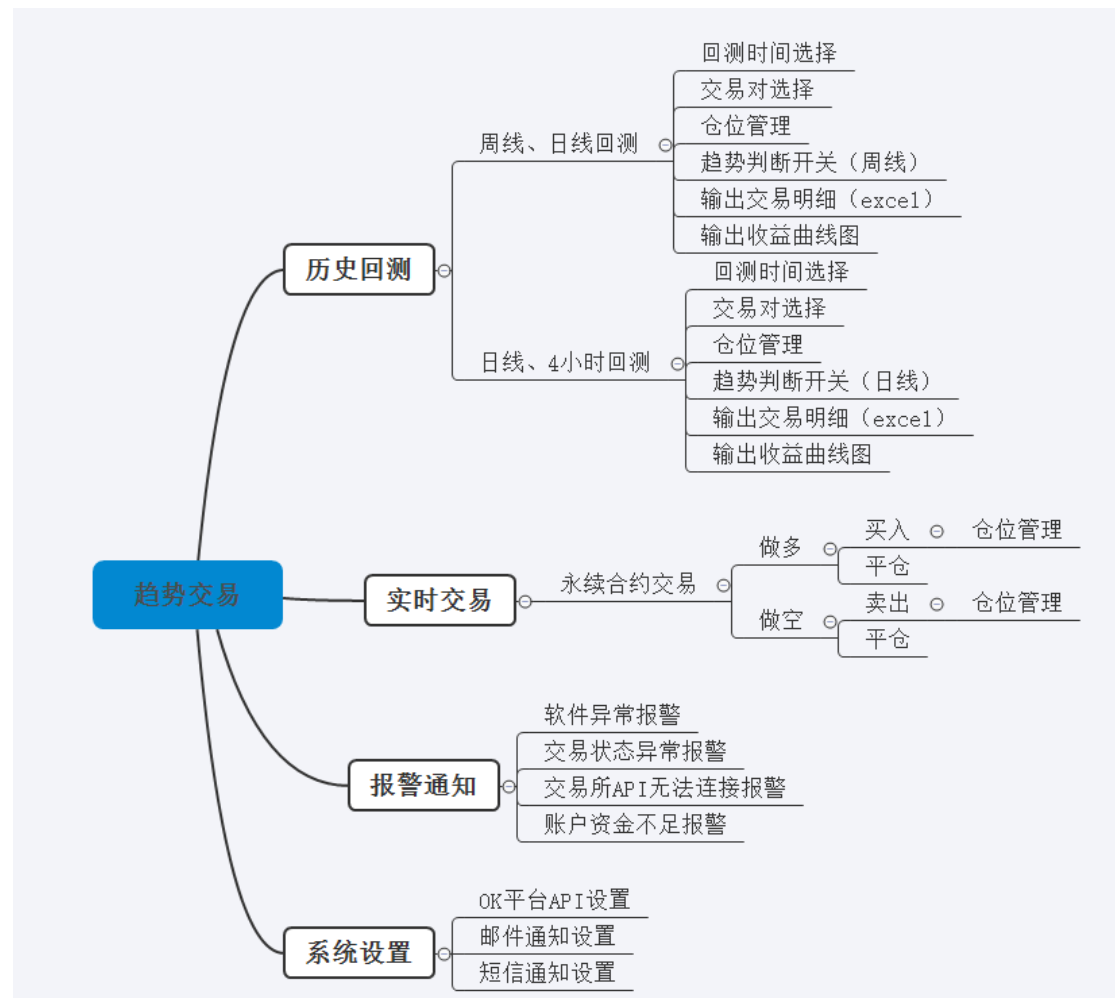 回测时间选择
交易对选择
仓位管理
周线、日线回测
趋势判断开关（周线）
输出交易明细（excel）
输出收益曲线图
历史回测
回测时间选择
交易对选择
仓位管理
日线、4小时回测
趋势判断开关（日线）
输出交易明细（excel）
输出收益曲线图
趋势交易
实时交易
永续合约交易
做多
买入
仓位管理
平仓
做空
卖出
仓位管理
平仓
报警通知
软件异常报警
交易状态异常报警
交易所API无法连接报警
账户资金不足报警
系统设置
OK平台API设置
邮件通知设置
短信通知设置